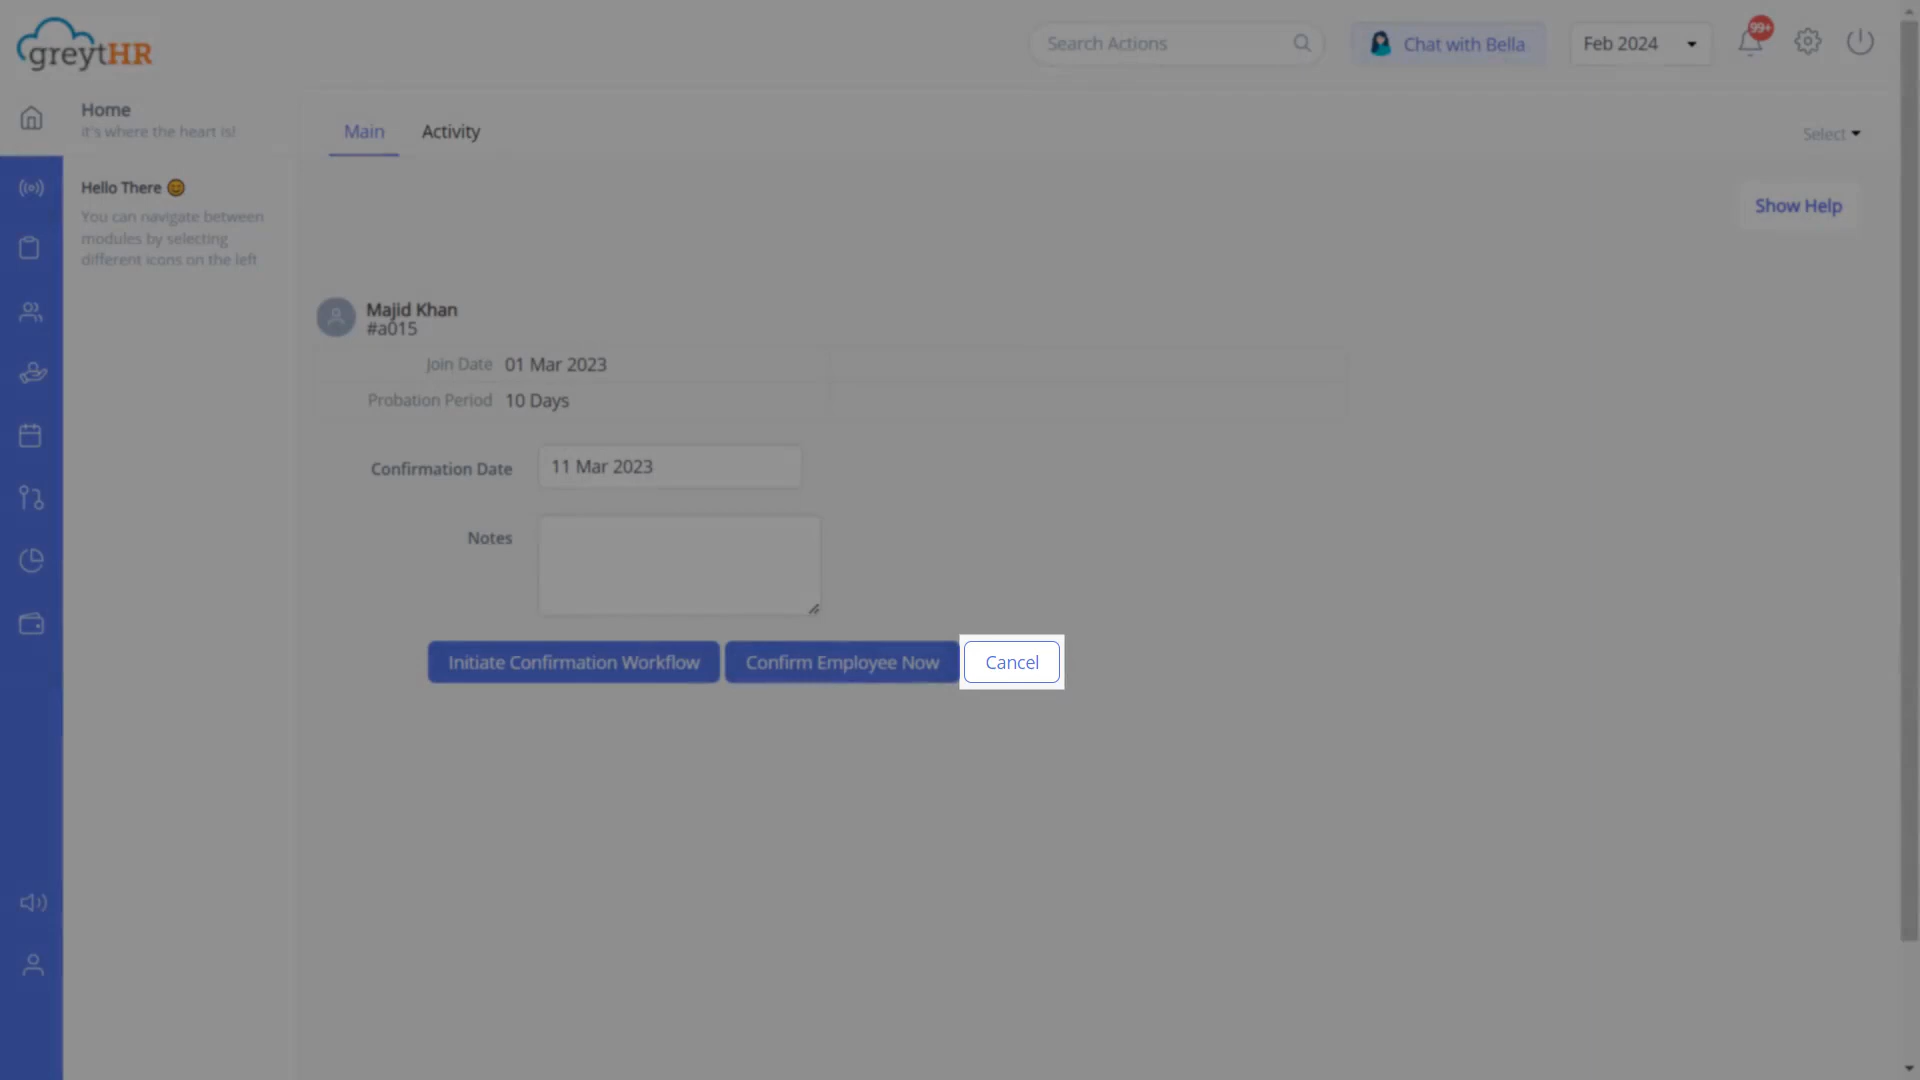 greytHR
Search Actions
Chat with Bella
Feb 2024
99+
Home
it's where the heart is!
Main
Activity
Select
Hello There
You can navigate between
modules by selecting
different icons on the left
Show Help
Majid Khan
#a015
Join Date 01 Mar 2023
Probation Period 10 Days
Confirmation Date 11 Mar 2023
Notes
Initiate Confirmation Workflow Confirm Employee Now Cancel